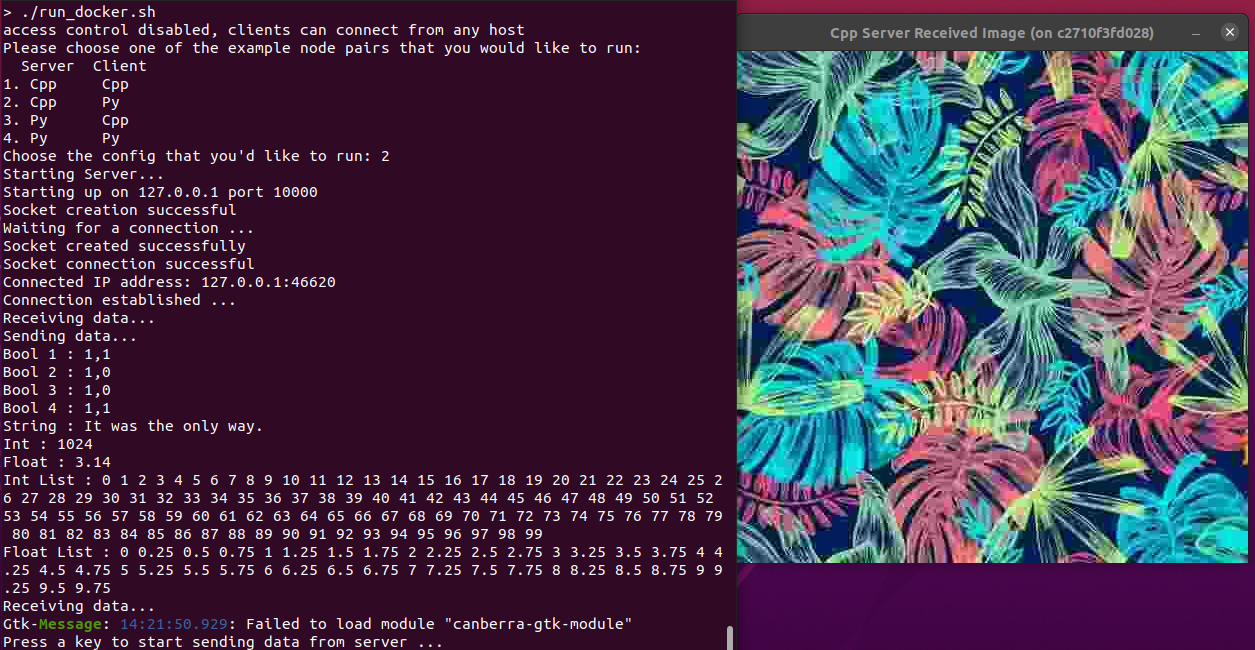 > ./run_docker.sh
access control disabled, clients can connect from any host
Please choose one of the example node pairs that you would like to run:
  Server  Client
1. Cpp     Cpp
2. Cpp     Py
3. Py      Cpp
4. Py      Py
Choose the config that you'd like to run: 2
Starting Server...
Starting up on 127.0.0.1 port 10000
Socket creation successful
Waiting for a connection ...
Socket created successfully
Socket connection successful
Connected IP address: 127.0.0.1:46620
Connection established ...
Receiving data...
Sending data...
Bool 1 : 1,1
Bool 2 : 1,0
Bool 3 : 1,0
Bool 4 : 1,1
String : It was the only way.
Int : 1024
Float : 3.14
Int List : 0 1 2 3 4 5 6 7 8 9 10 11 12 13 14 15 16 17 18 19 20 21 22 23 24 25 2
6 27 28 29 30 31 32 33 34 35 36 37 38 39 40 41 42 43 44 45 46 47 48 49 50 51 52
53 54 55 56 57 58 59 60 61 62 63 64 65 66 67 68 69 70 71 72 73 74 75 76 77 78 79
 80 81 82 83 84 85 86 87 88 89 90 91 92 93 94 95 96 97 98 99
Float List : 0 0.25 0.5 0.75 1 1.25 1.5 1.75 2 2.25 2.5 2.75 3 3.25 3.5 3.75 4 4
.25 4.5 4.75 5 5.25 5.5 5.75 6 6.25 6.5 6.75 7 7.25 7.5 7.75 8 8.25 8.5 8.75 9 9
.25 9.5 9.75
Receiving data...
Gtk-Message: 14:21:50.929: Failed to load module "canberra-gtk-module"
Press a key to start sending data from server ...
Cpp Server Received Image (on c2710f3fd028)